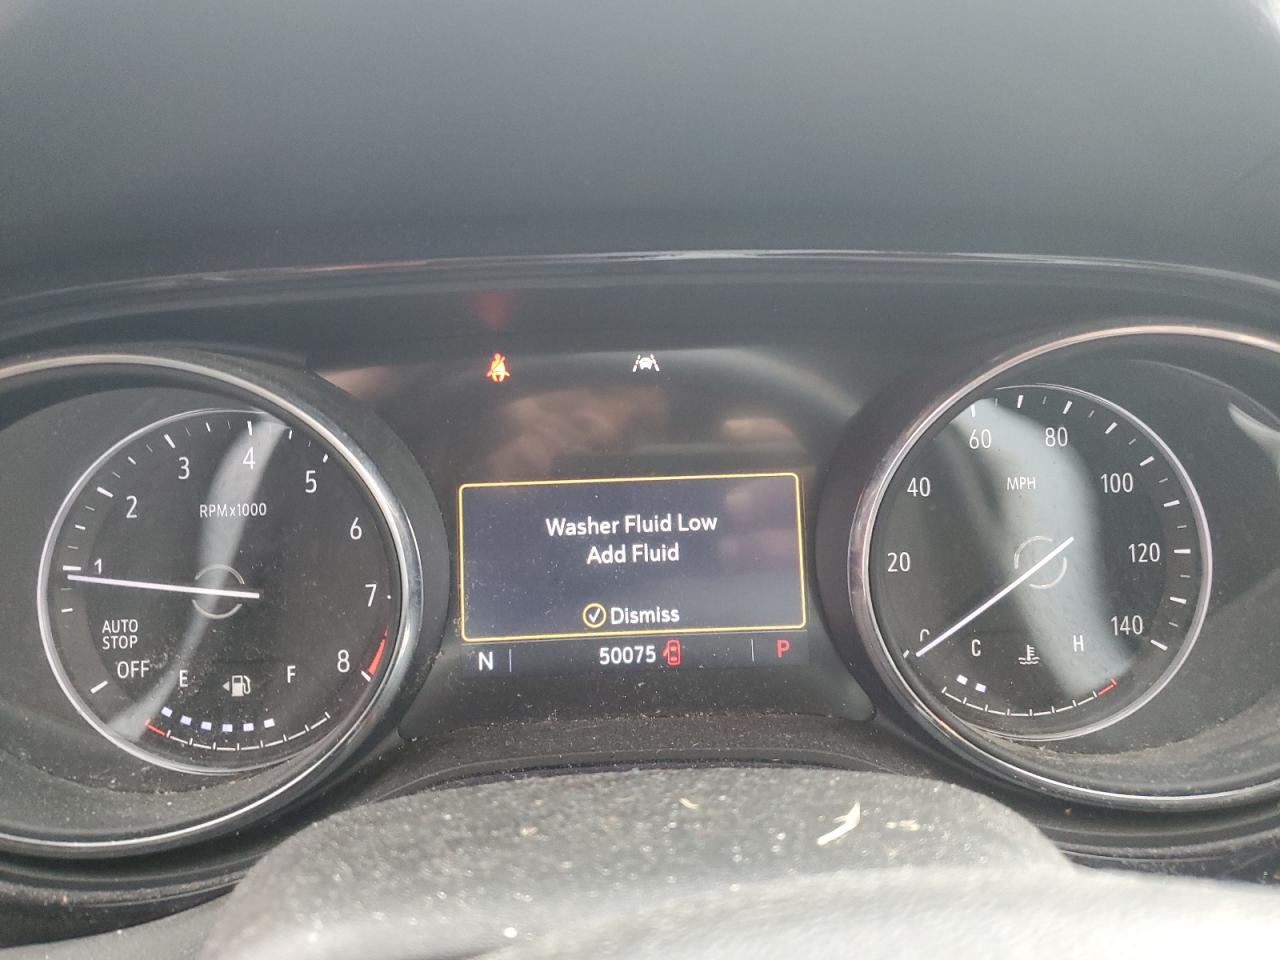 1
2
3
4
5
6
7
8
RPMx1000
AUTO
STOP
OFF
E
F
Washer Fluid Low
Add Fluid
Dismiss
N
50075
P
0
20
40
60
80
100
120
140
MPH
C
H